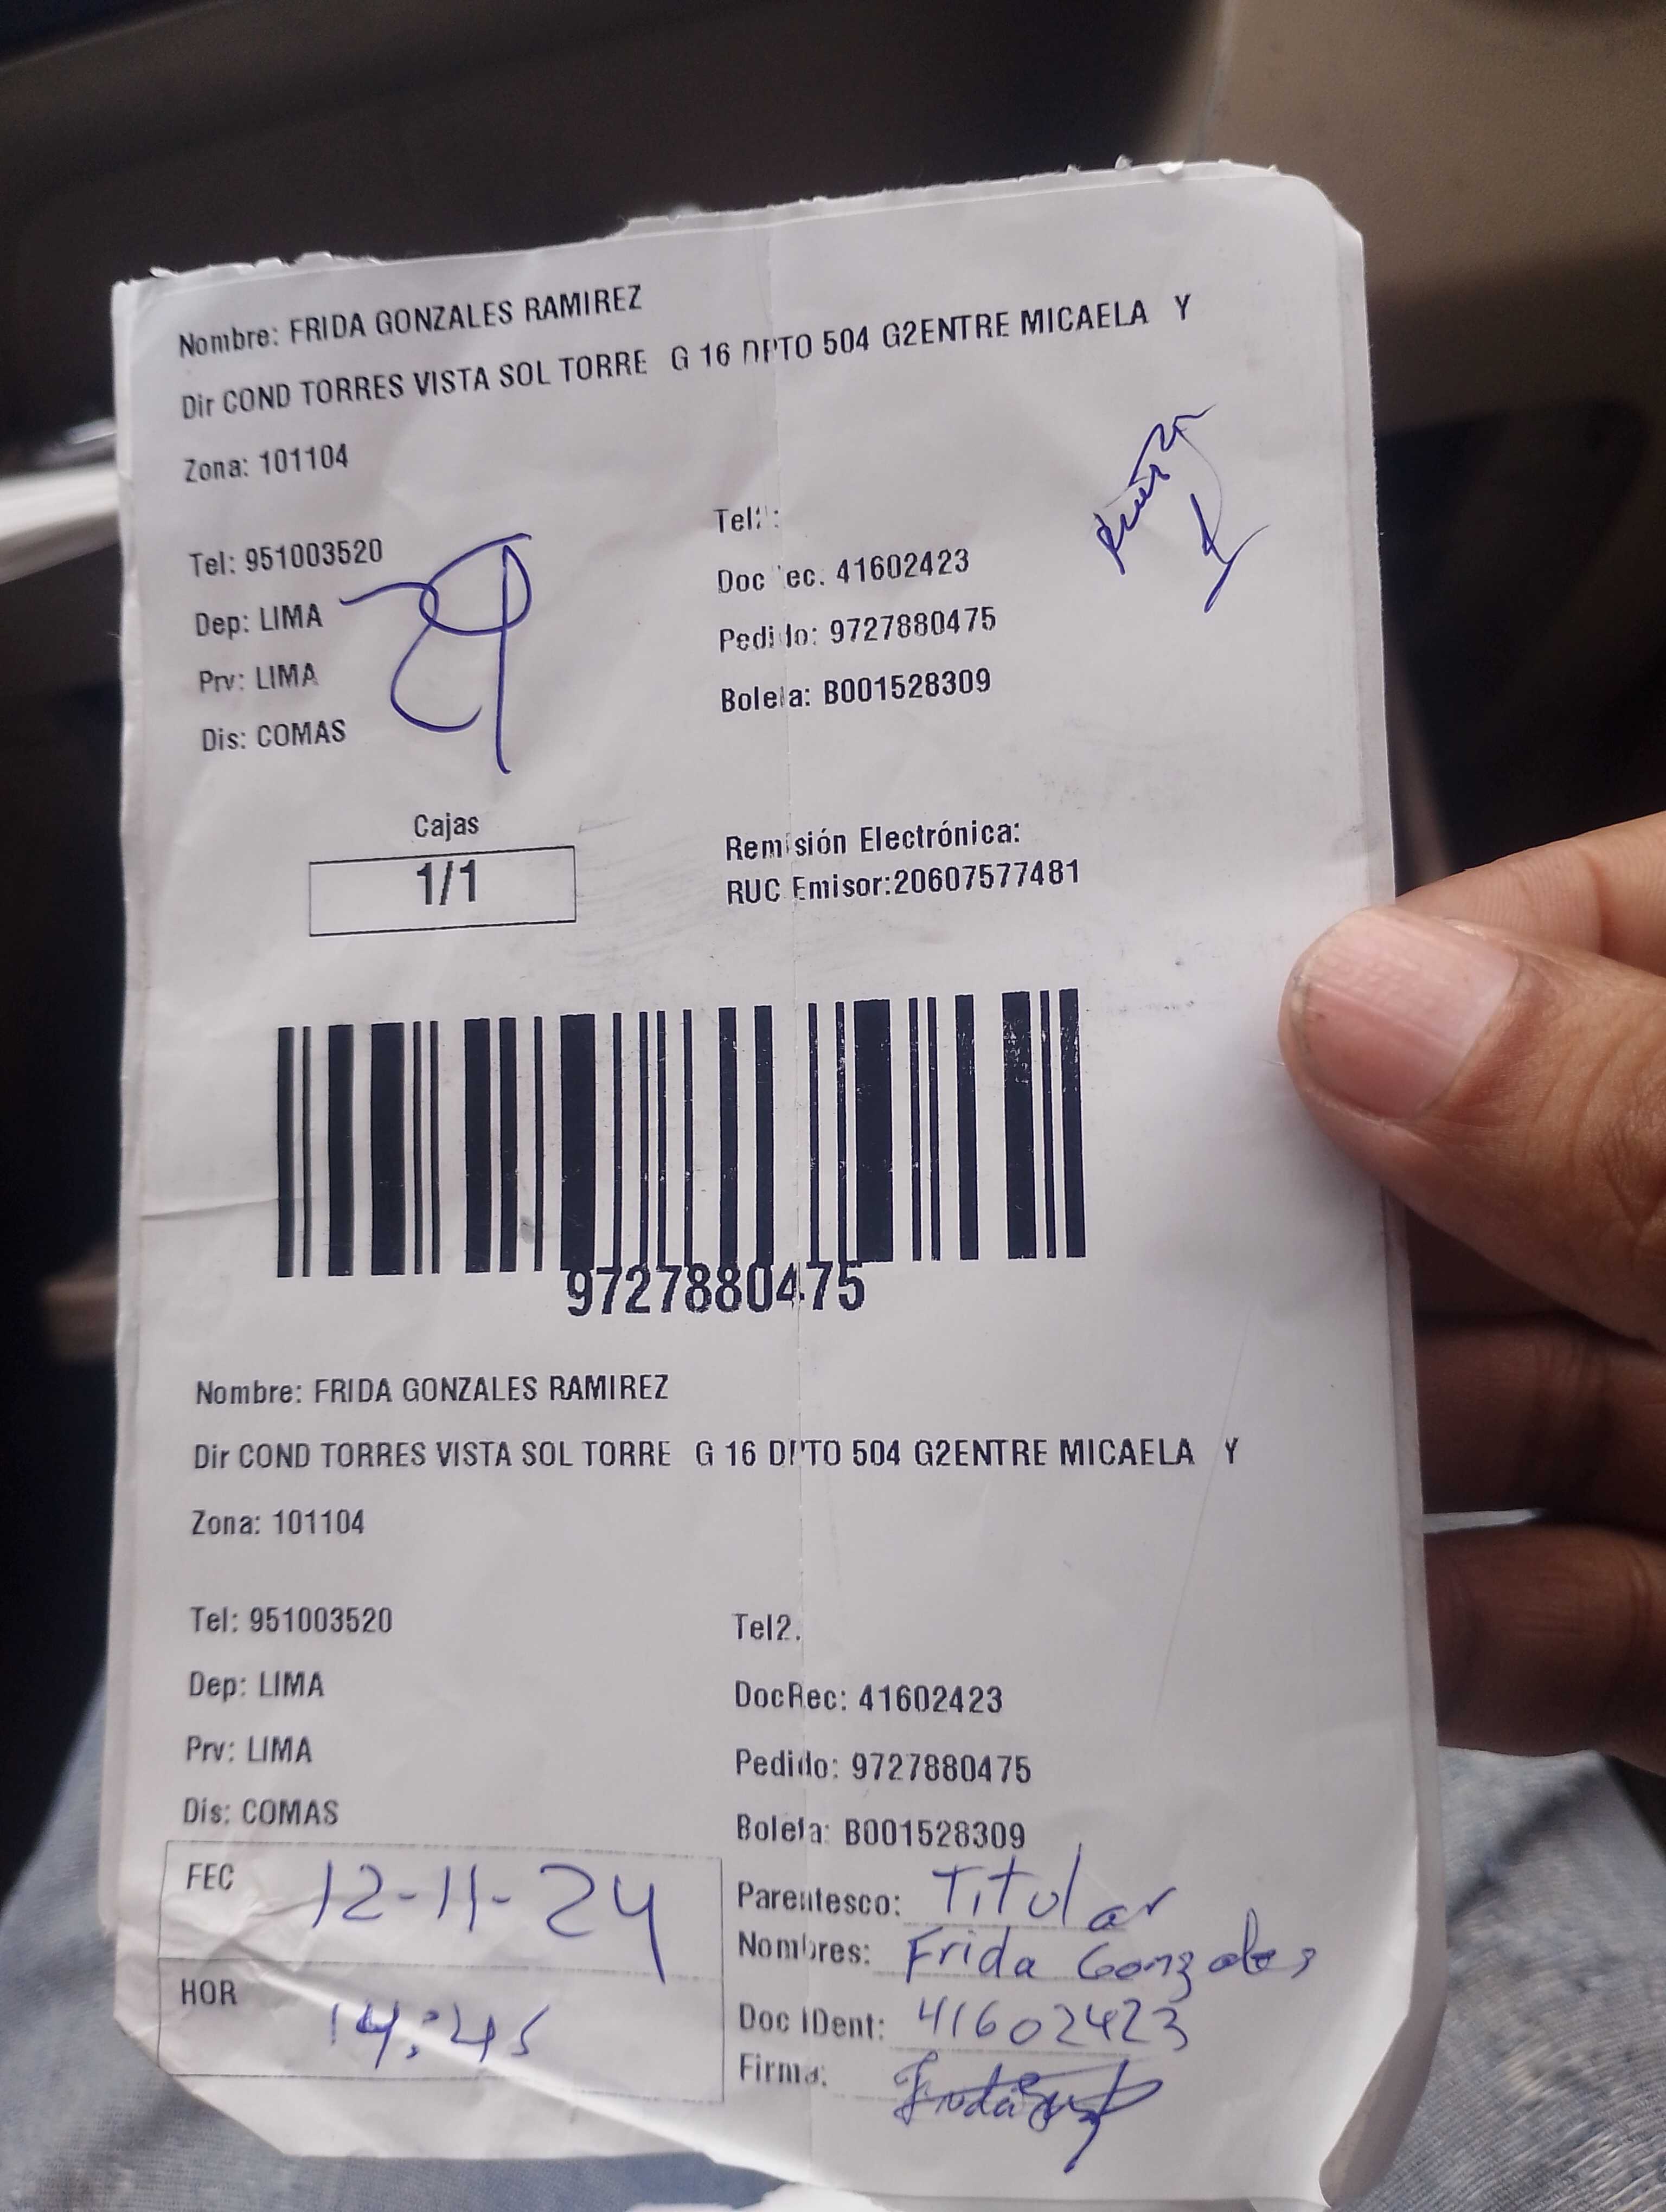 Nombre: FRIDA GONZALES RAMIREZ
Dir COND TORRES VISTA SOL TORRE G 16 DPTO 504 G2ENTRE MICAELA Y
Zona: 101104
Tel: 951003520 Tel2:
Dep: LIMA Doc ec. 41602423
Prv: LIMA Pedido: 9727880475
Dis: COMAS Boleta: B001528309
Cajas
1/1
Remisión Electrónica:
RUC Emisor:20607577481
9727880475
Nombre: FRIDA GONZALES RAMIREZ
Dir COND TORRES VISTA SOL TORRE G 16 DPTO 504 G2ENTRE MICAELA Y
Zona: 101104
Tel: 951003520 Tel2.
Dep: LIMA DocRec: 41602423
Prv: LIMA Pedido: 9727880475
Dis: COMAS Boleta: B001528309
FEC 12-11-24 Parentesco: Titular
Nombres: Frida Gonzales
HOR 14:45 Doc IDent: 41602423
Firma: